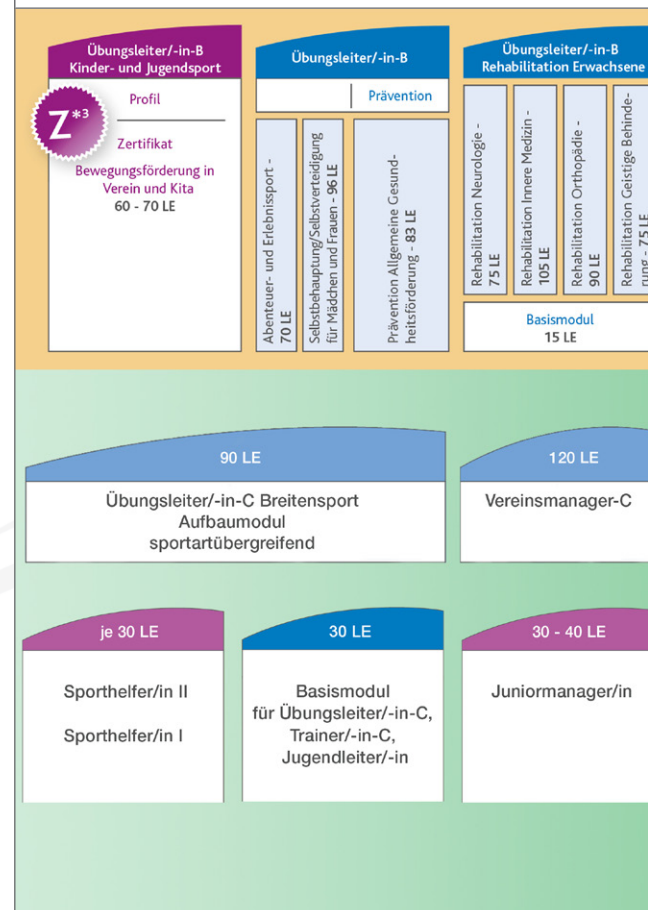 Übungsleiter/-in-B
Kinder- und Jugendsport
Z*3
Profil
Zertifikat
Bewegungsförderung in
Verein und Kita
60 - 70 LE
Übungsleiter/-in-B
Prävention
Abenteuer- und Erlebnissport -
70 LE
Selbstbehauptung/Selbstverteidigung
für Mädchen und Frauen - 96 LE
Prävention Allgemeine Gesund-
heitsförderung - 83 LE
Übungsleiter/-in-B
Rehabilitation Erwachsene
Rehabilitation Neurologie -
75 LE
Rehabilitation Innere Medizin -
105 LE
Rehabilitation Orthopädie -
90 LE
Rehabilitation Geistige Behinde-
rung - 75 LE
Basismodul
15 LE
90 LE
Übungsleiter/-in-C Breitensport
Aufbaumodul
sportartübergreifend
120 LE
Vereinsmanager-C
je 30 LE
Sporthelfer/in II
Sporthelfer/in I
30 LE
Basismodul
für Übungsleiter/-in-C,
Trainer/-in-C,
Jugendleiter/-in
30 - 40 LE
Juniormanager/in